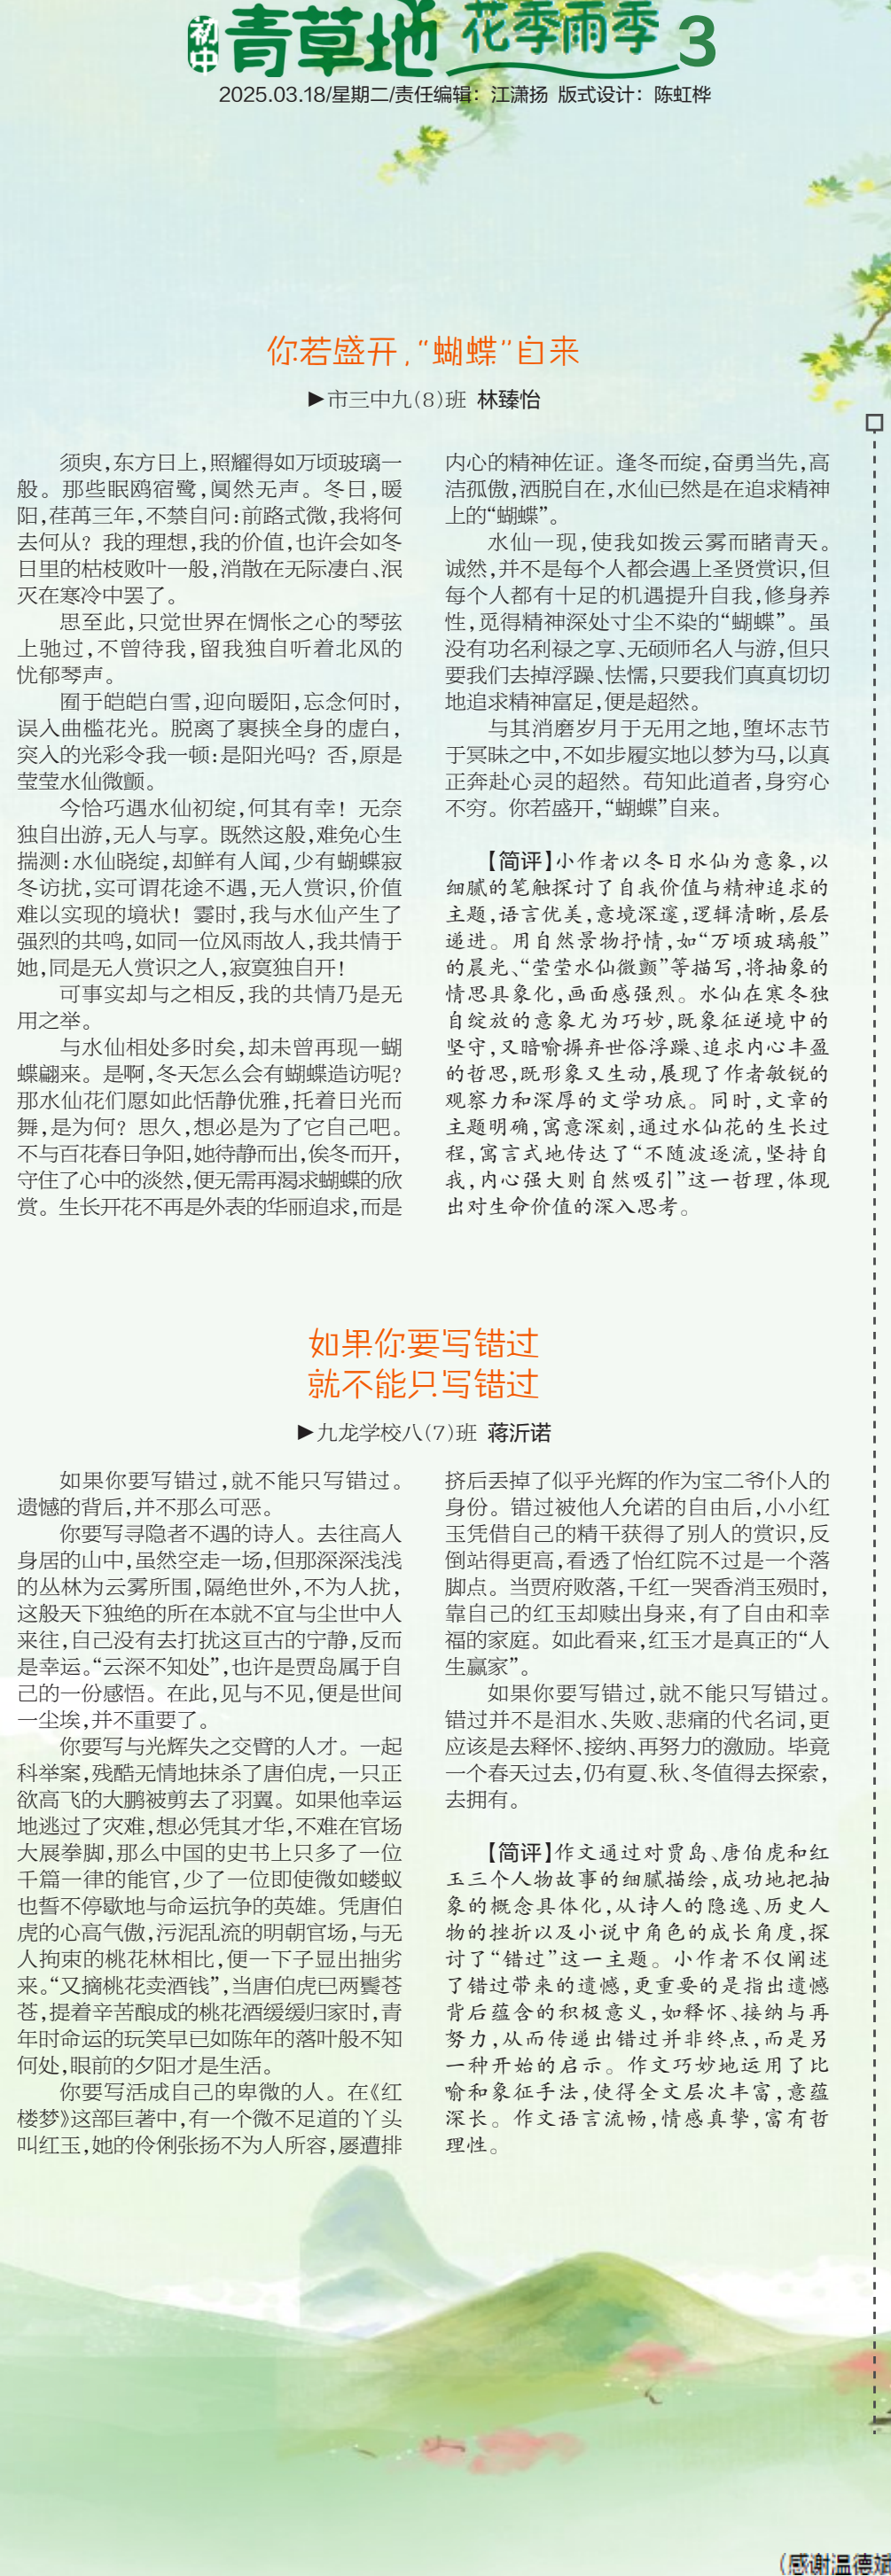 初中 青草地 花季雨季 3
2025.03.18/星期二/责任编辑：江潇扬 版式设计：陈虹桦
你若盛开，“蝴蝶”自来
▶市三中九(8)班 林臻怡
须臾，东方日上，照耀得如万顷玻璃一
般。那些眠鸥宿鹭，阒然无声。冬日，暖
阳，荏苒三年，不禁自问：前路式微，我将何
去何从？我的理想，我的价值，也许会如冬
日里的枯枝败叶一般，消散在无际凄白、泯
灭在寒冷中罢了。
思至此，只觉世界在惆怅之心的琴弦
上驰过，不曾待我，留我独自听着北风的
忧郁琴声。
囿于皑皑白雪，迎向暖阳，忘念何时，
误入曲槛花光。脱离了裹挟全身的虚白，
突入的光彩令我一顿：是阳光吗？否，原是
莹莹水仙微颤。
今恰巧遇水仙初绽，何其有幸！无奈
独自出游，无人与享。既然这般，难免心生
揣测：水仙晓绽，却鲜有人闻，少有蝴蝶寂
冬访扰，实可谓花途不遇，无人赏识，价值
难以实现的境状！霎时，我与水仙产生了
强烈的共鸣，如同一位风雨故人，我共情于
她，同是无人赏识之人，寂寞独自开！
可事实却与之相反，我的共情乃是无
用之举。
与水仙相处多时矣，却未曾再现一蝴
蝶翩来。是啊，冬天怎么会有蝴蝶造访呢？
那水仙花们愿如此恬静优雅，托着日光而
舞，是为何？思久，想必是为了它自己吧。
不与百花春日争阳，她待静而出，俟冬而开，
守住了心中的淡然，便无需再渴求蝴蝶的欣
赏。生长开花不再是外表的华丽追求，而是
内心的精神佐证。逢冬而绽，奋勇当先，高
洁孤傲，洒脱自在，水仙已然是在追求精神
上的“蝴蝶”。
水仙一现，使我如拨云雾而睹青天。
诚然，并不是每个人都会遇上圣贤赏识，但
每个人都有十足的机遇提升自我，修身养
性，觅得精神深处寸尘不染的“蝴蝶”。虽
没有功名利禄之享、无硕师名人与游，但只
要我们去掉浮躁、怯懦，只要我们真真切切
地追求精神富足，便是超然。
与其消磨岁月于无用之地，堕坏志节
于冥昧之中，不如步履实地以梦为马，以真
正奔赴心灵的超然。苟知此道者，身穷心
不穷。你若盛开，“蝴蝶”自来。
【简评】小作者以冬日水仙为意象，以
细腻的笔触探讨了自我价值与精神追求的
主题，语言优美，意境深邃，逻辑清晰，层层
递进。用自然景物抒情，如“万顷玻璃般”
的晨光、“莹莹水仙微颤”等描写，将抽象的
情思具象化，画面感强烈。水仙在寒冬独
自绽放的意象尤为巧妙，既象征逆境中的
坚守，又暗喻摒弃世俗浮躁、追求内心丰盈
的哲思，既形象又生动，展现了作者敏锐的
观察力和深厚的文学功底。同时，文章的
主题明确，寓意深刻，通过水仙花的生长过
程，寓言式地传达了“不随波逐流，坚持自
我，内心强大则自然吸引”这一哲理，体现
出对生命价值的深入思考。
如果你要写错过
就不能只写错过
▶九龙学校八(7)班 蒋沂诺
如果你要写错过，就不能只写错过。
遗憾的背后，并不那么可恶。
你要写寻隐者不遇的诗人。去往高人
身居的山中，虽然空走一场，但那深深浅浅
的丛林为云雾所围，隔绝世外，不为人扰，
这般天下独绝的所在本就不宜与尘世中人
来往，自己没有去打扰这亘古的宁静，反而
是幸运。“云深不知处”，也许是贾岛属于自
己的一份感悟。在此，见与不见，便是世间
一尘埃，并不重要了。
你要写与光辉失之交臂的人才。一起
科举案，残酷无情地抹杀了唐伯虎，一只正
欲高飞的大鹏被剪去了羽翼。如果他幸运
地逃过了灾难，想必凭其才华，不难在官场
大展拳脚，那么中国的史书上只多了一位
千篇一律的能官，少了一位即使微如蝼蚁
也誓不停歇地与命运抗争的英雄。凭唐伯
虎的心高气傲，污泥乱流的明朝官场，与无
人拘束的桃花林相比，便一下子显出拙劣
来。“又摘桃花卖酒钱”，当唐伯虎已两鬓苍
苍，提着辛苦酿成的桃花酒缓缓归家时，青
年时命运的玩笑早已如陈年的落叶般不知
何处，眼前的夕阳才是生活。
你要写活成自己的卑微的人。在《红
楼梦》这部巨著中，有一个微不足道的丫头
叫红玉，她的伶俐张扬不为人所容，屡遭排
挤后丢掉了似乎光辉的作为宝二爷仆人的
身份。错过被他人允诺的自由后，小小红
玉凭借自己的精干获得了别人的赏识，反
倒站得更高，看透了怡红院不过是一个落
脚点。当贾府败落，千红一哭香消玉殒时，
靠自己的红玉却赎出身来，有了自由和幸
福的家庭。如此看来，红玉才是真正的“人
生赢家”。
如果你要写错过，就不能只写错过。
错过并不是泪水、失败、悲痛的代名词，更
应该是去释怀、接纳、再努力的激励。毕竟
一个春天过去，仍有夏、秋、冬值得去探索，
去拥有。
【简评】作文通过对贾岛、唐伯虎和红
玉三个人物故事的细腻描绘，成功地把抽
象的概念具体化，从诗人的隐逸、历史人
物的挫折以及小说中角色的成长角度，探
讨了“错过”这一主题。小作者不仅阐述
了错过带来的遗憾，更重要的是指出遗憾
背后蕴含的积极意义，如释怀、接纳与再
努力，从而传递出错过并非终点，而是另
一种开始的启示。作文巧妙地运用了比
喻和象征手法，使得全文层次丰富，意蕴
深长。作文语言流畅，情感真挚，富有哲
理性。
(感谢温德斌